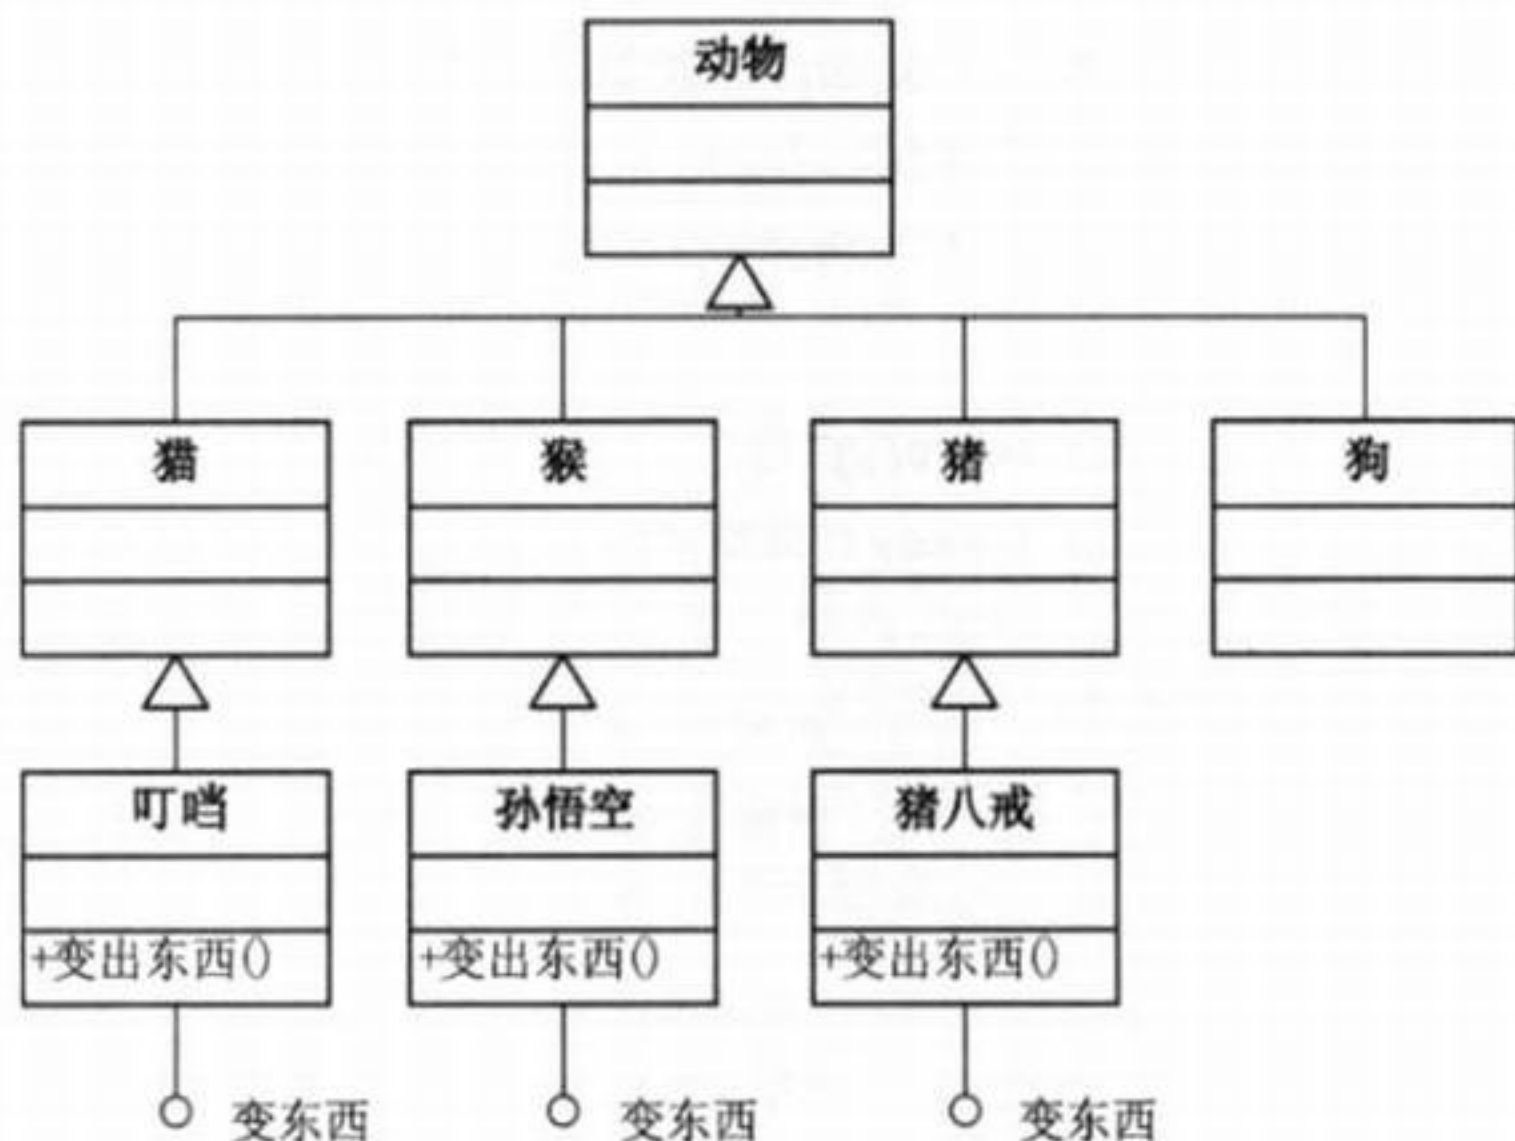 动物
猫 猴 猪 狗
叮当 孙悟空 猪八戒
+变出东西() +变出东西() +变出东西()
变东西 变东西 变东西